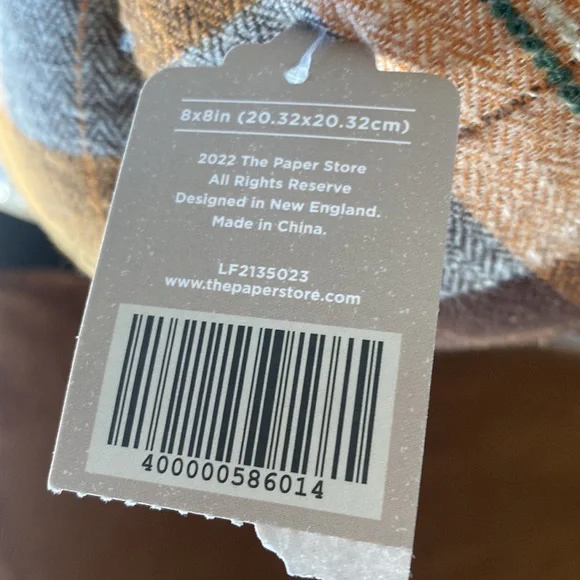 8x8in (20.32x20.32cm)
2022 The Paper Store
All Rights Reserve
Designed in New England.
Made in China.
LF2135023
www.thepaperstore.com
400000586014